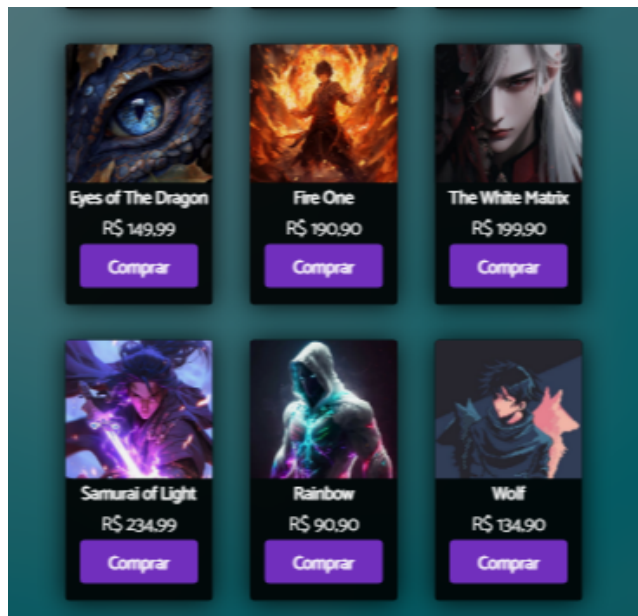 Eyes of The Dragon
R$ 149,99
Comprar
Fire One
R$ 190,90
Comprar
The White Matrix
R$ 199,90
Comprar
Samurai of Light
R$ 234,99
Comprar
Rainbow
R$ 90,90
Comprar
Wolf
R$ 134,90
Comprar